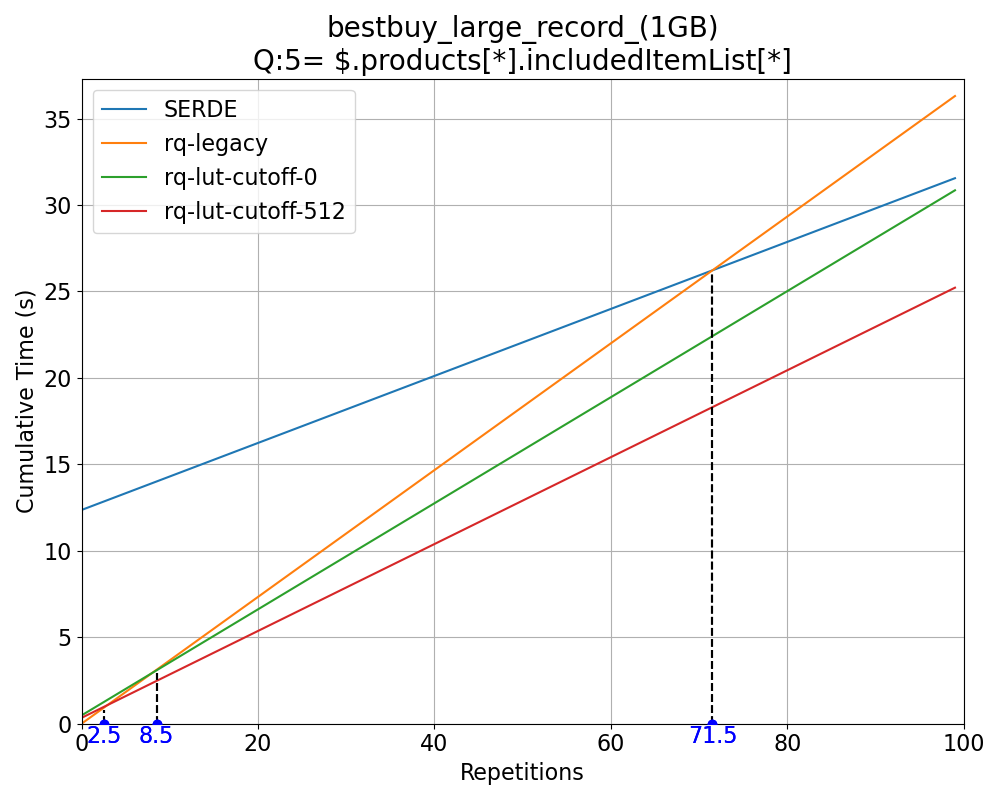 bestbuy_large_record_(1GB)
Q:5= $.products[*].includedItemList[*]
SERDE
rq-legacy
rq-lut-cutoff-0
rq-lut-cutoff-512
Cumulative Time (s)
35
30
25
20
15
10
5
0
0 20 40 60 80 100
2.5 8.5 71.5
Repetitions